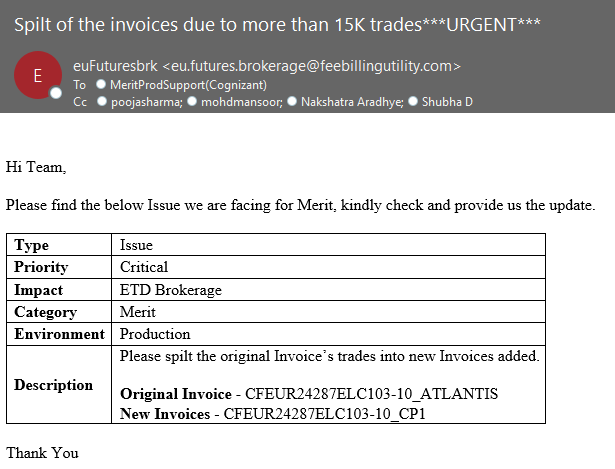 Spilt of the invoices due to more than 15K trades***URGENT***
E
euFuturesbrk <eu.futures.brokerage@feebillingutility.com>
To MeritProdSupport(Cognizant)
Cc poojasharma; mohdmansoor; Nakshatra Aradhye; Shubha D
Hi Team,
Please find the below Issue we are facing for Merit, kindly check and provide us the update.
Type Issue
Priority Critical
Impact ETD Brokerage
Category Merit
Environment Production
Description Please spilt the original Invoice’s trades into new Invoices added.
Original Invoice - CFEUR24287ELC103-10_ATLANTIS
New Invoices - CFEUR24287ELC103-10_CP1
Thank You